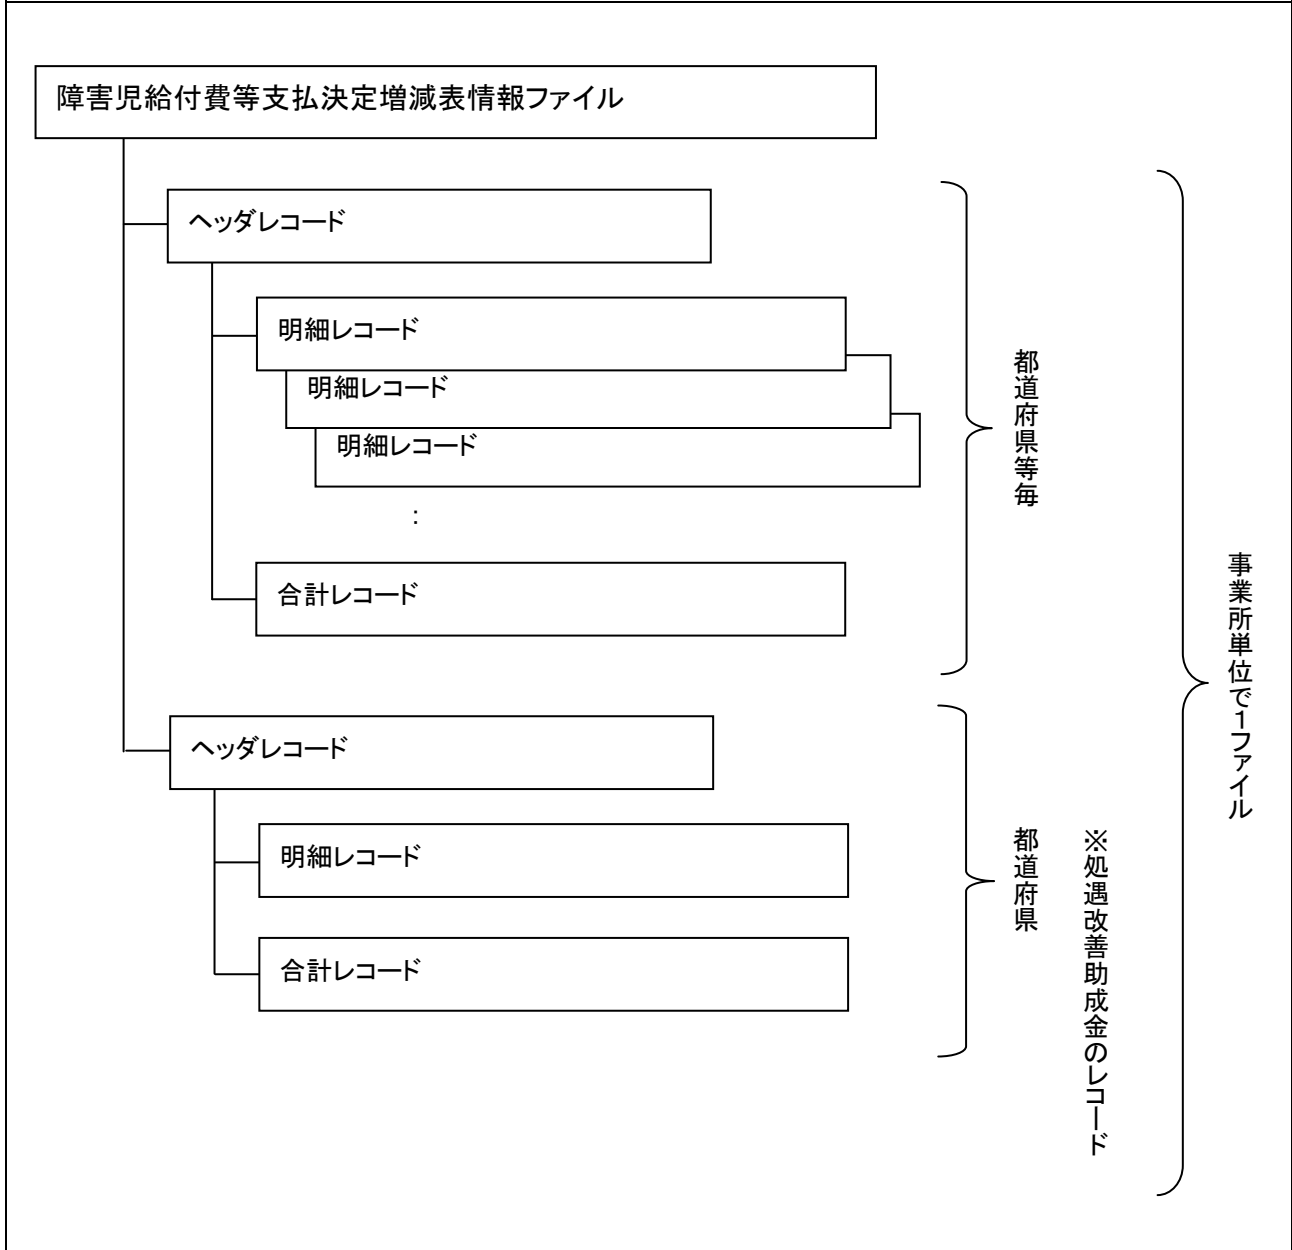 障害児給付費等支払決定増減表情報ファイル
ヘッダレコード
明細レコード
明細レコード
明細レコード
：
合計レコード
都道府県等毎
ヘッダレコード
明細レコード
合計レコード
都道府県
※処遇改善助成金のレコード
事業所単位で1ファイル